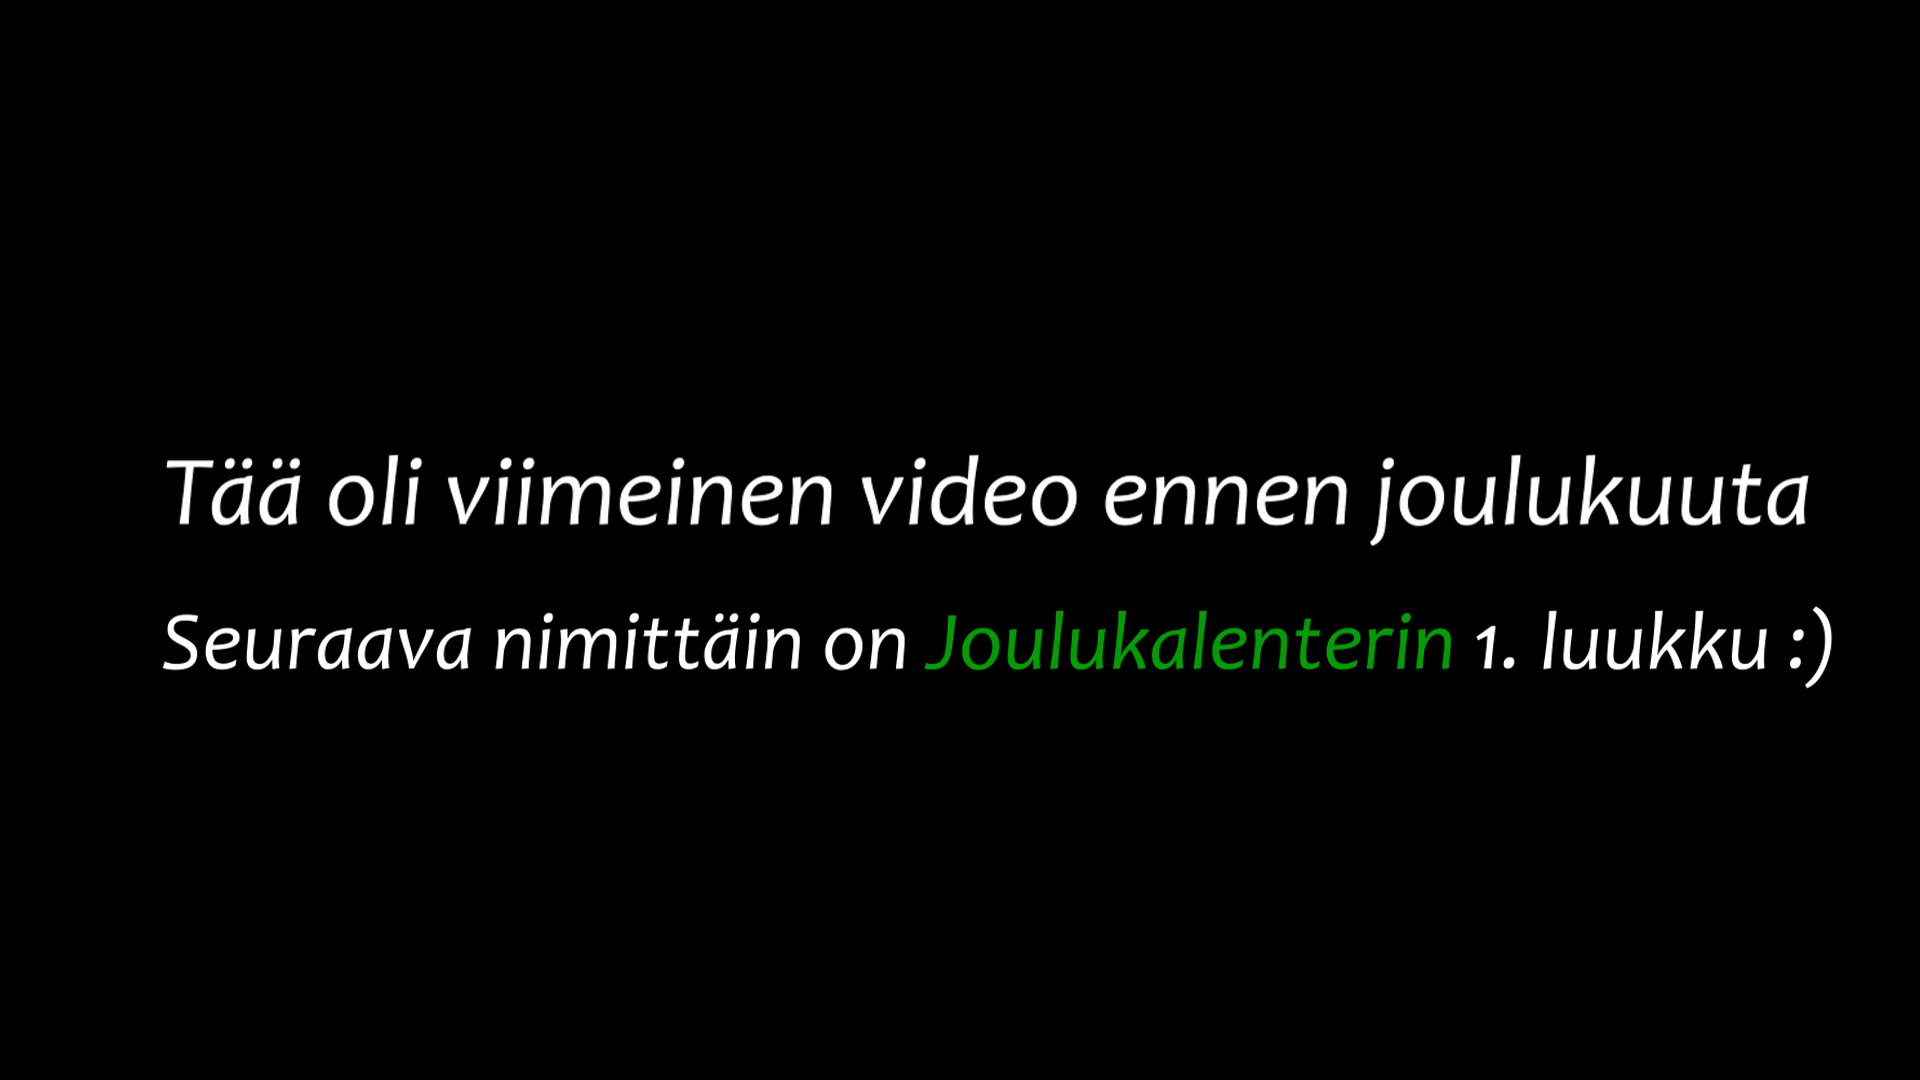 Tää oli viimeinen video ennen joulukuuta
Seuraava nimittäin on Joulukalenterin 1. luukku :)